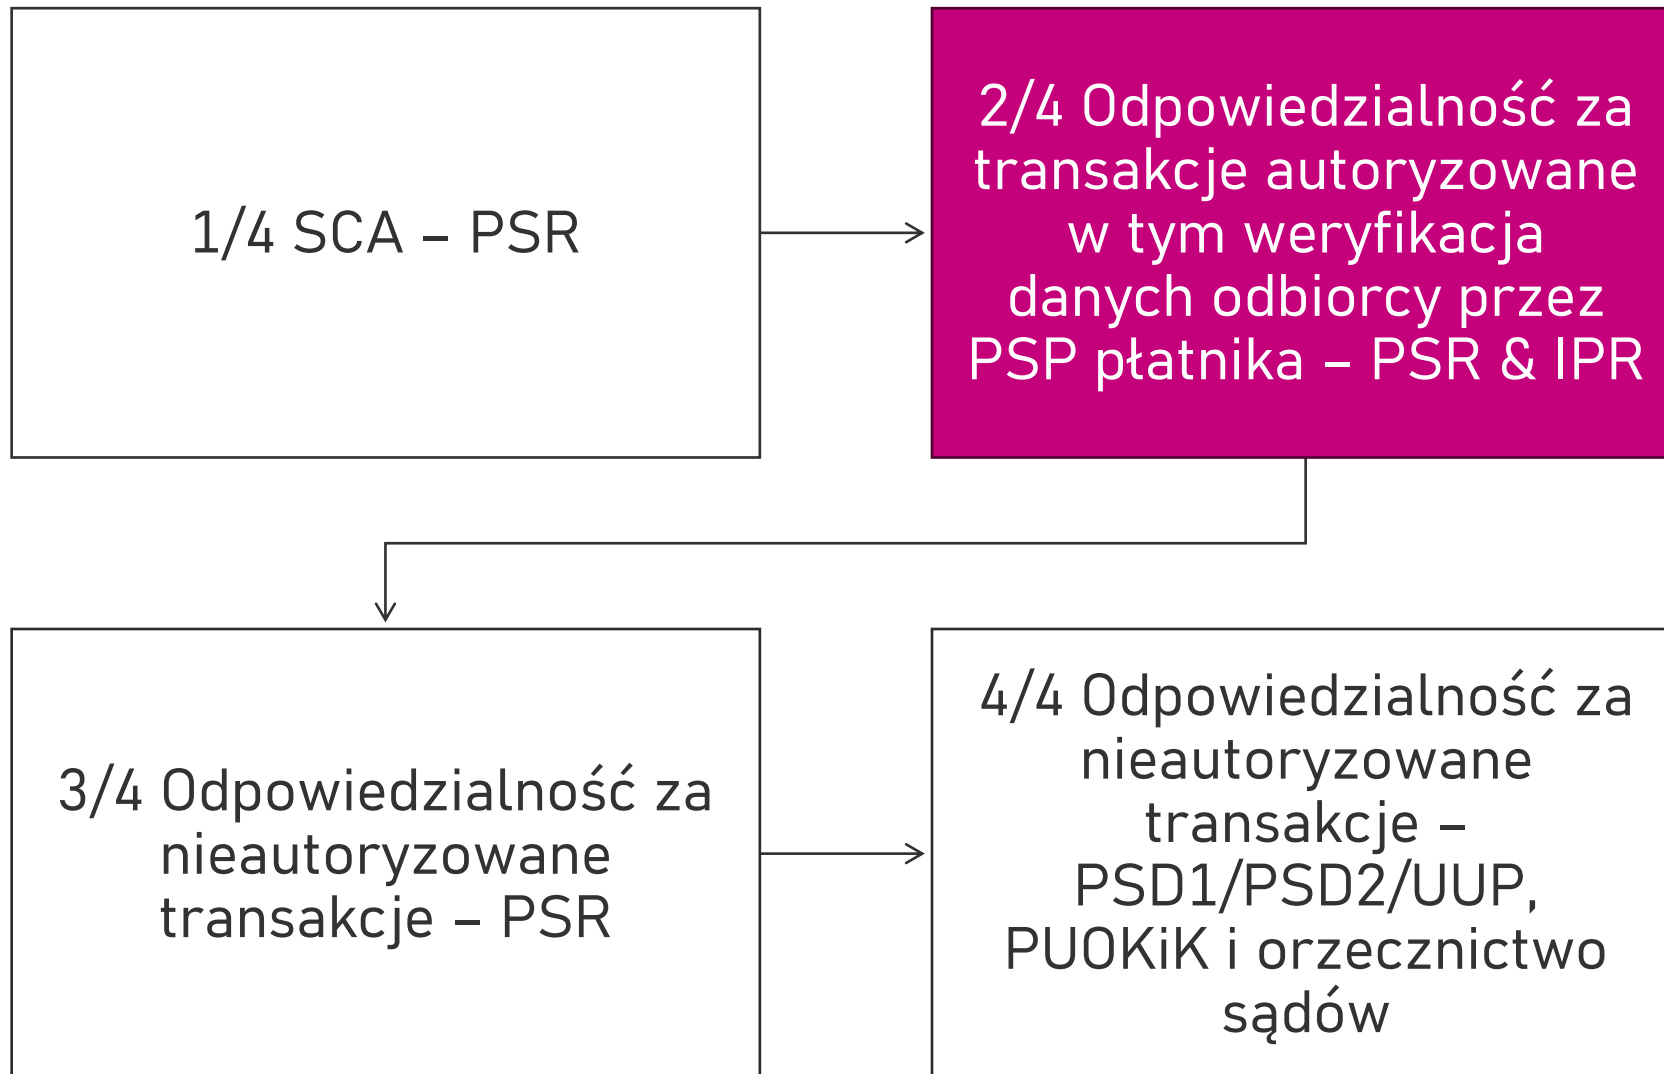 1/4 SCA – PSR
2/4 Odpowiedzialność za
transakcje autoryzowane
w tym weryfikacja
danych odbiorcy przez
PSP płatnika – PSR & IPR
3/4 Odpowiedzialność za
nieautoryzowane
transakcje – PSR
4/4 Odpowiedzialność za
nieautoryzowane
transakcje –
PSD1/PSD2/UUP,
PUOKiK i orzecznictwo
sądów